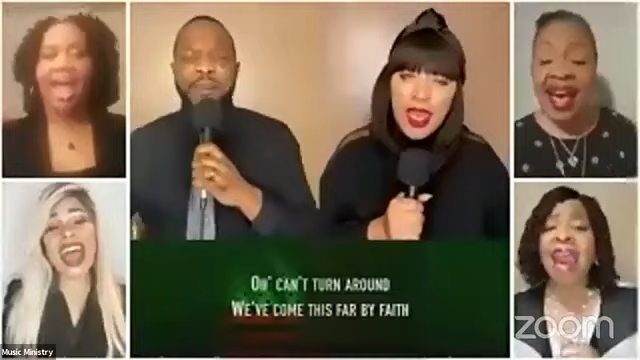 OH' CAN'T TURN AROUND
WE'VE COME THIS FAR BY FAITH
zoom
Music Ministry